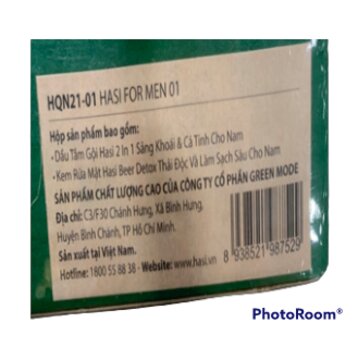 HQN21-01 HASI FOR MEN 01
Hộp sản phẩm bao gồm:
- Dầu Tắm Gội Hasi 2 In 1 Sảng Khoái & Cá Tính Cho Nam
- Kem Rửa Mặt Hasi Beer Detox Thải Độc Và Làm Sạch Sâu Cho Nam
SẢN PHẨM CHẤT LƯỢNG CAO CỦA CÔNG TY CỔ PHẦN GREEN MODE
Địa chỉ: C3/F30 Chánh Hưng, Xã Bình Hưng,
Huyện Bình Chánh, TP Hồ Chí Minh.
Sản xuất tại Việt Nam.
Hotline: 1800 55 88 38 - Website: www.hasi.vn
8 938521 987529
PhotoRoom®